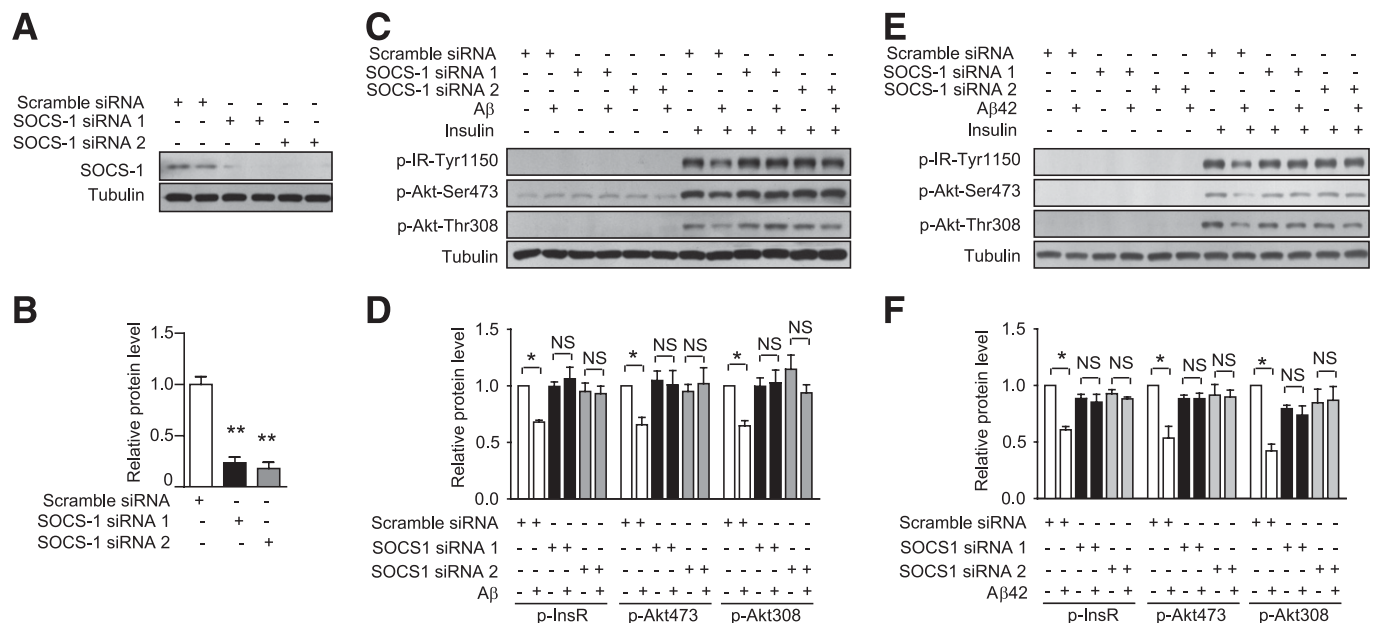 A
Scramble siRNA + + - - - -
SOCS-1 siRNA 1 - - + + - -
SOCS-1 siRNA 2 - - - - + +
SOCS-1
Tubulin
B
Relative protein level
1.5
1.0
0.5
0
** **
Scramble siRNA + - -
SOCS-1 siRNA 1 - + -
SOCS-1 siRNA 2 - - +
C
Scramble siRNA + + - - - - + + - - - -
SOCS-1 siRNA 1 - - + + - - - - + + - -
SOCS-1 siRNA 2 - - - - + + - - - - + +
Aβ - + - + - + - + - + - +
Insulin - - - - - - + + + + + +
p-IR-Tyr1150
p-Akt-Ser473
p-Akt-Thr308
Tubulin
D
Relative protein level
1.5
1.0
0.5
0.0
* NS NS * NS NS * NS NS
Scramble siRNA + + - - - - + + - - - - + + - - - -
SOCS1 siRNA 1 - - + + - - - - + + - - - - + + - -
SOCS1 siRNA 2 - - - - + + - - - - + + - - - - + +
Aβ - + - + - + - + - + - + - + - + - +
p-InsR p-Akt473 p-Akt308
E
Scramble siRNA + + - - - - + + - - - -
SOCS-1 siRNA 1 - - + + - - - - + + - -
SOCS-1 siRNA 2 - - - - + + - - - - + +
Aβ42 - + - + - + - + - + - +
Insulin - - - - - - + + + + + +
p-IR-Tyr1150
p-Akt-Ser473
p-Akt-Thr308
Tubulin
F
Relative protein level
1.5
1.0
0.5
0.0
* NS NS * NS NS * NS NS
Scramble siRNA + + - - - - + + - - - - + + - - - -
SOCS1 siRNA 1 - - + + - - - - + + - - - - + + - -
SOCS1 siRNA 2 - - - - + + - - - - + + - - - - + +
Aβ42 - + - + - + - + - + - + - + - + - +
p-InsR p-Akt473 p-Akt308